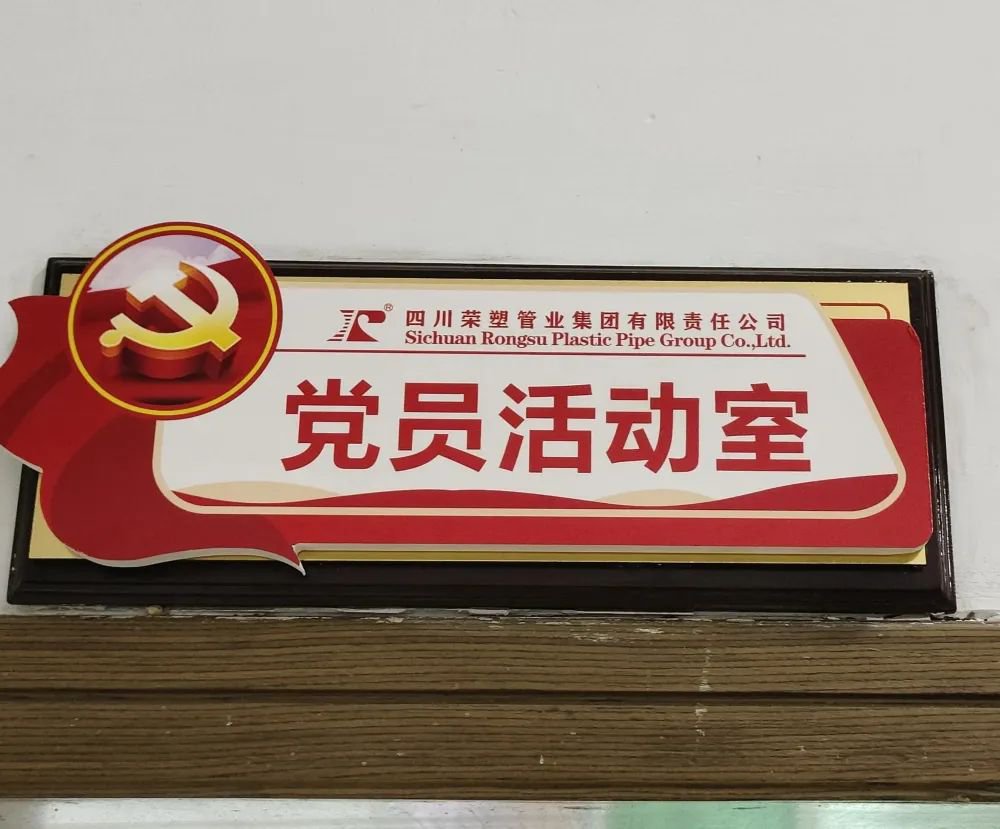 四川荣塑管业集团有限责任公司
Sichuan Rongsu Plastic Pipe Group Co.,Ltd.
党员活动室